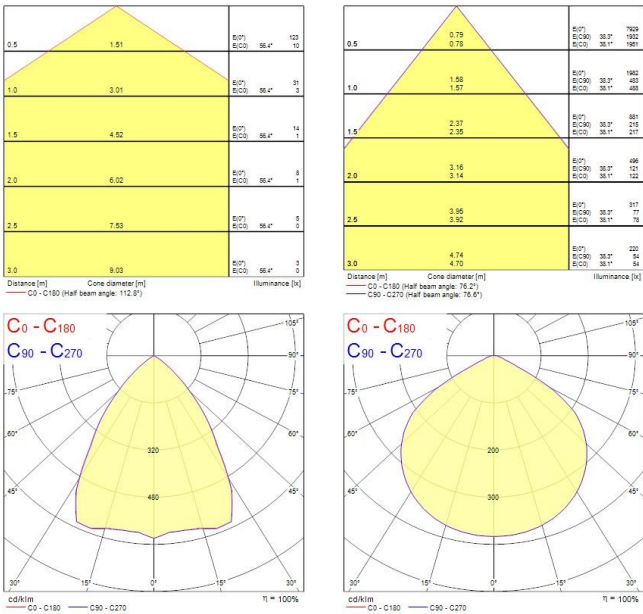 E(0°) 123
0.5 1.51 E(C0) 56.4° 10
E(0°) 31
1.0 3.01 E(C0) 56.4° 3
E(0°) 14
1.5 4.52 E(C0) 56.4° 1
E(0°) 8
2.0 6.02 E(C0) 56.4° 1
E(0°) 5
2.5 7.53 E(C0) 56.4° 0
E(0°) 3
3.0 9.03 E(C0) 56.4° 0
Distance [m] Cone diameter [m] Illuminance [lx]
C0 - C180 (Half beam angle: 112.8°)
E(0°) 7929
0.79 E(C90) 38.3° 1932
0.5 0.78 E(C0) 38.1° 1951
E(0°) 1982
1.58 E(C90) 38.3° 483
1.0 1.57 E(C0) 38.1° 488
E(0°) 881
2.37 E(C90) 38.3° 215
1.5 2.35 E(C0) 38.1° 217
E(0°) 496
3.16 E(C90) 38.3° 121
2.0 3.14 E(C0) 38.1° 122
E(0°) 317
3.95 E(C90) 38.3° 77
2.5 3.92 E(C0) 38.1° 78
E(0°) 220
4.74 E(C90) 38.3° 54
3.0 4.70 E(C0) 38.1° 54
Distance [m] Cone diameter [m] Illuminance [lx]
C0 - C180 (Half beam angle: 76.2°)
C90 - C270 (Half beam angle: 76.6°)
C0 - C180
C90 - C270
105°
90°
75° 75°
60° 60°
45° 45°
320
480
30° 15° 0° 15° 30°
cd/klm η = 100%
C0 - C180 C90 - C270
C0 - C180
C90 - C270
105°
90°
75° 75°
60° 60°
45° 45°
200
300
30° 15° 0° 15° 30°
cd/klm η = 100%
C0 - C180 C90 - C270